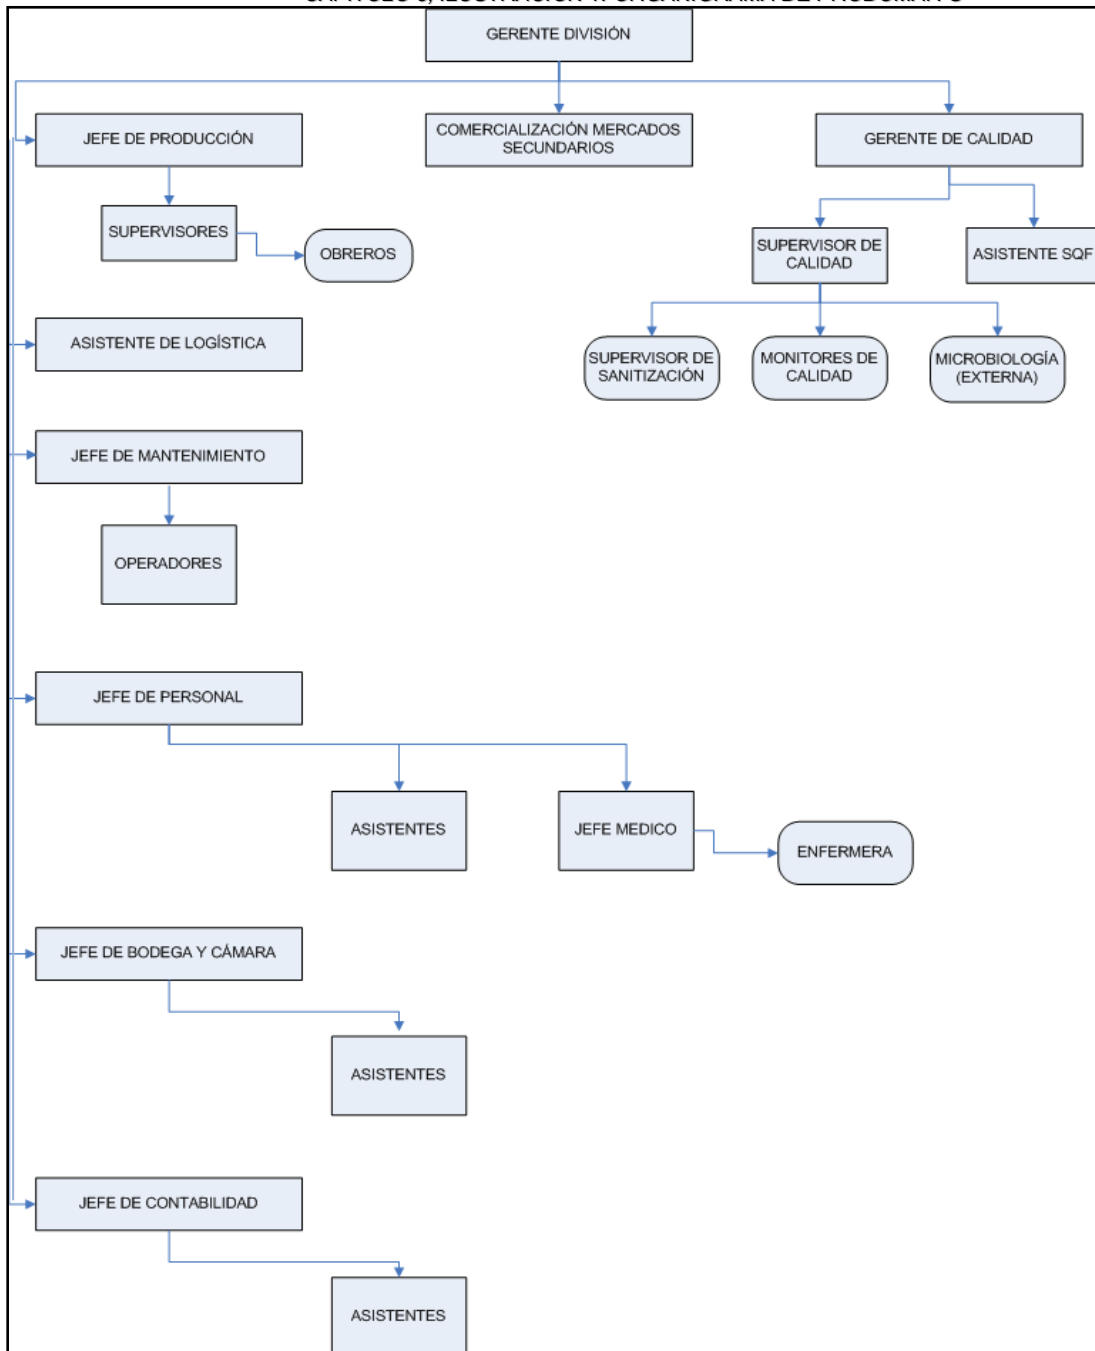 GERENTE DIVISIÓN
JEFE DE PRODUCCIÓN
COMERCIALIZACIÓN MERCADOS
SECUNDARIOS
GERENTE DE CALIDAD
SUPERVISORES
OBREROS
SUPERVISOR DE
CALIDAD
ASISTENTE SQF
ASISTENTE DE LOGÍSTICA
SUPERVISOR DE
SANITIZACIÓN
MONITORES DE
CALIDAD
MICROBIOLOGÍA
(EXTERNA)
JEFE DE MANTENIMIENTO
OPERADORES
JEFE DE PERSONAL
ASISTENTES
JEFE MEDICO
ENFERMERA
JEFE DE BODEGA Y CÁMARA
ASISTENTES
JEFE DE CONTABILIDAD
ASISTENTES